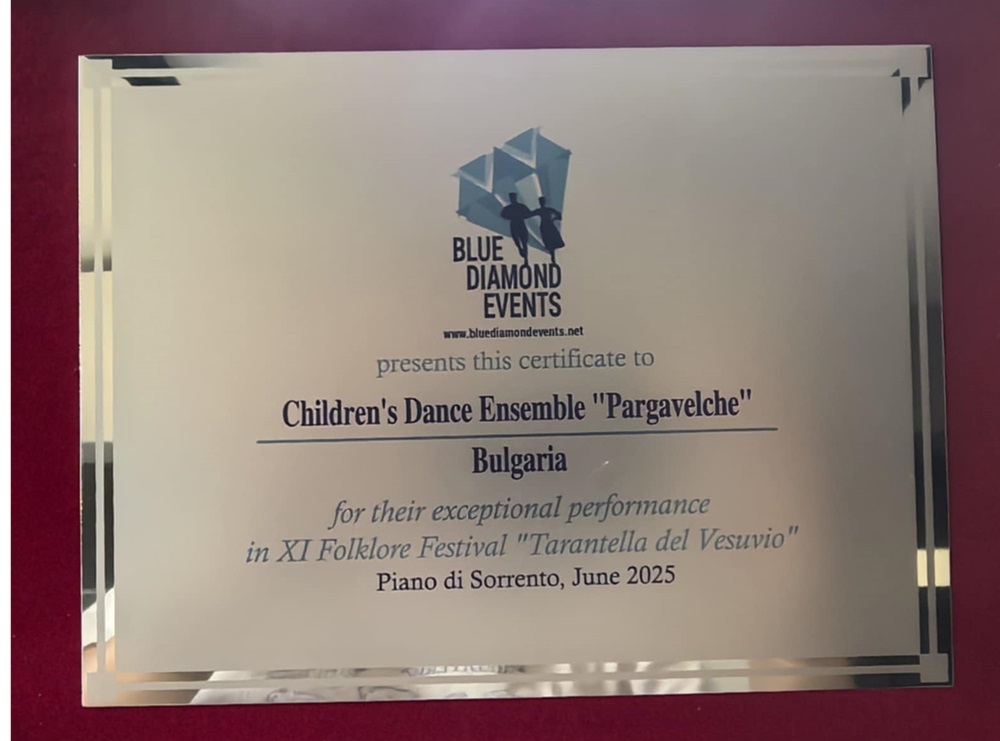 BLUE
DIAMOND
EVENTS
www.bluediamondevents.net
presents this certificate to
Children's Dance Ensemble "Pargavelche"
Bulgaria
for their exceptional performance
in XI Folklore Festival "Tarantella del Vesuvio"
Piano di Sorrento, June 2025